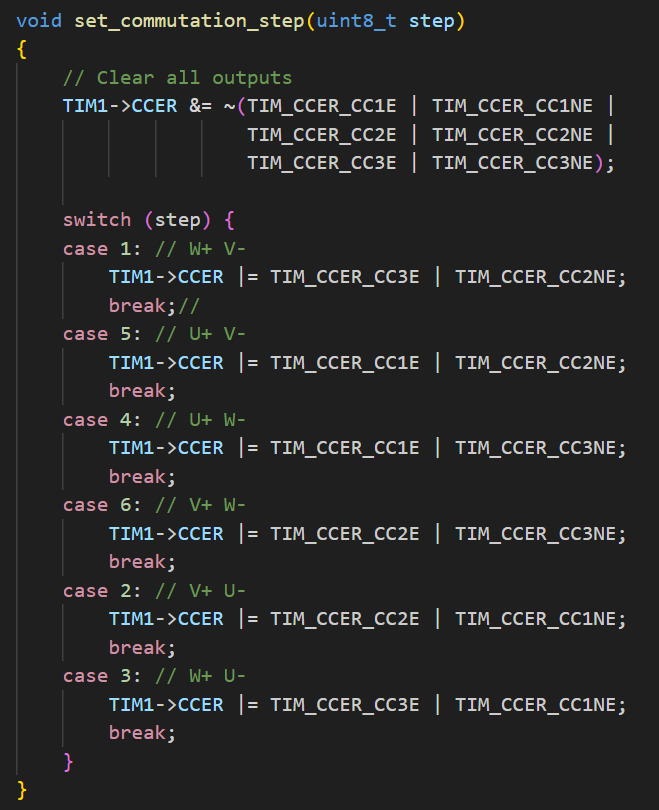 void set_commutation_step(uint8_t step)
{
    // Clear all outputs
    TIM1->CCER &= ~(TIM_CCER_CC1E | TIM_CCER_CC1NE |
                    TIM_CCER_CC2E | TIM_CCER_CC2NE |
                    TIM_CCER_CC3E | TIM_CCER_CC3NE);
    switch (step) {
    case 1: // W+ V-
        TIM1->CCER |= TIM_CCER_CC3E | TIM_CCER_CC2NE;
        break;//
    case 5: // U+ V-
        TIM1->CCER |= TIM_CCER_CC1E | TIM_CCER_CC2NE;
        break;
    case 4: // U+ W-
        TIM1->CCER |= TIM_CCER_CC1E | TIM_CCER_CC3NE;
        break;
    case 6: // V+ W-
        TIM1->CCER |= TIM_CCER_CC2E | TIM_CCER_CC3NE;
        break;
    case 2: // V+ U-
        TIM1->CCER |= TIM_CCER_CC2E | TIM_CCER_CC1NE;
        break;
    case 3: // W+ U-
        TIM1->CCER |= TIM_CCER_CC3E | TIM_CCER_CC1NE;
        break;
    }
}